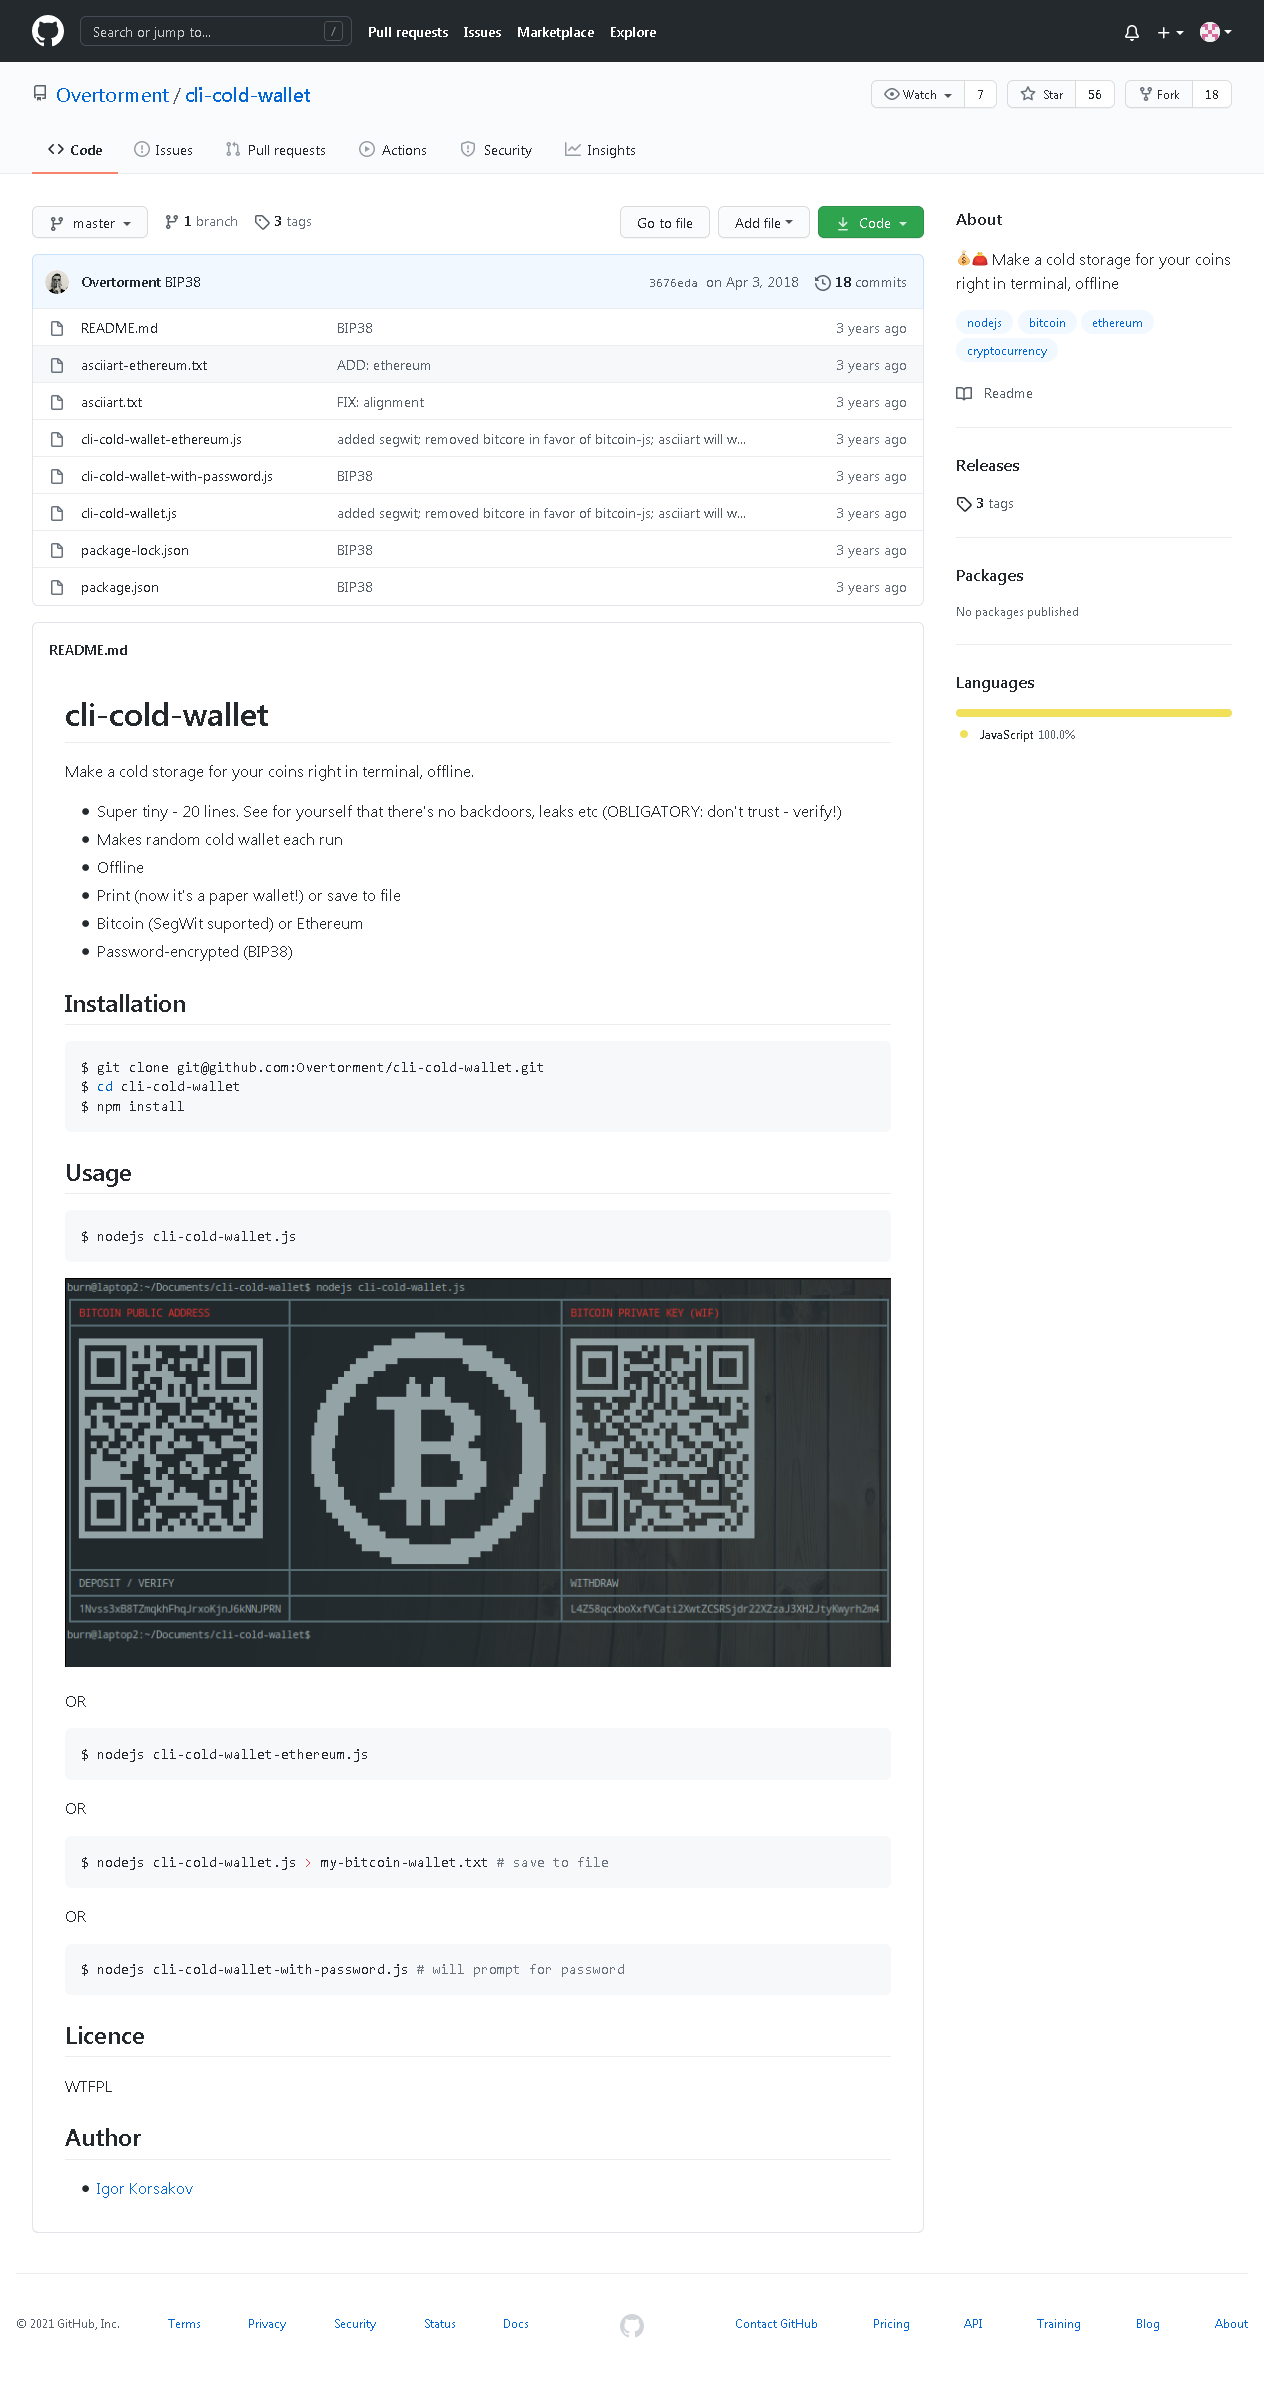 Search or jump to... /
Pull requests Issues Marketplace Explore
Overtorment / cli-cold-wallet
Watch 7 Star 56 Fork 18
Code Issues Pull requests Actions Security Insights
master 1 branch 3 tags Go to file Add file Code
Overtorment BIP38 3676eda on Apr 3, 2018 18 commits
README.md BIP38 3 years ago
asciiart-ethereum.txt ADD: ethereum 3 years ago
asciiart.txt FIX: alignment 3 years ago
cli-cold-wallet-ethereum.js added segwit; removed bitcore in favor of bitcoin-js; asciiart will w... 3 years ago
cli-cold-wallet-with-password.js BIP38 3 years ago
cli-cold-wallet.js added segwit; removed bitcore in favor of bitcoin-js; asciiart will w... 3 years ago
package-lock.json BIP38 3 years ago
package.json BIP38 3 years ago
README.md
cli-cold-wallet
Make a cold storage for your coins right in terminal, offline.
Super tiny - 20 lines. See for yourself that there's no backdoors, leaks etc (OBLIGATORY: don't trust - verify!)
Makes random cold wallet each run
Offline
Print (now it's a paper wallet!) or save to file
Bitcoin (SegWit suported) or Ethereum
Password-encrypted (BIP38)
Installation
$ git clone git@github.com:Overtorment/cli-cold-wallet.git
$ cd cli-cold-wallet
$ npm install
Usage
$ nodejs cli-cold-wallet.js
burn@laptop2:~/Documents/cli-cold-wallet$ nodejs cli-cold-wallet.js
BITCOIN PUBLIC ADDRESS BITCOIN PRIVATE KEY (WIF)
DEPOSIT / VERIFY WITHDRAW
1Nvss3xB8TZmqkhFhqJrxoKjnJ6kNNJPRN L4Z58qcxboXxfVCati2XwtZCSRSjdr22XZzaJ3XH2JtyKwyrh2m4
burn@laptop2:~/Documents/cli-cold-wallet$
OR
$ nodejs cli-cold-wallet-ethereum.js
OR
$ nodejs cli-cold-wallet.js > my-bitcoin-wallet.txt # save to file
OR
$ nodejs cli-cold-wallet-with-password.js # will prompt for password
Licence
WTFPL
Author
Igor Korsakov
About
Make a cold storage for your coins
right in terminal, offline
nodejs bitcoin ethereum
cryptocurrency
Readme
Releases
3 tags
Packages
No packages published
Languages
JavaScript 100.0%
© 2021 GitHub, Inc. Terms Privacy Security Status Docs Contact GitHub Pricing API Training Blog About